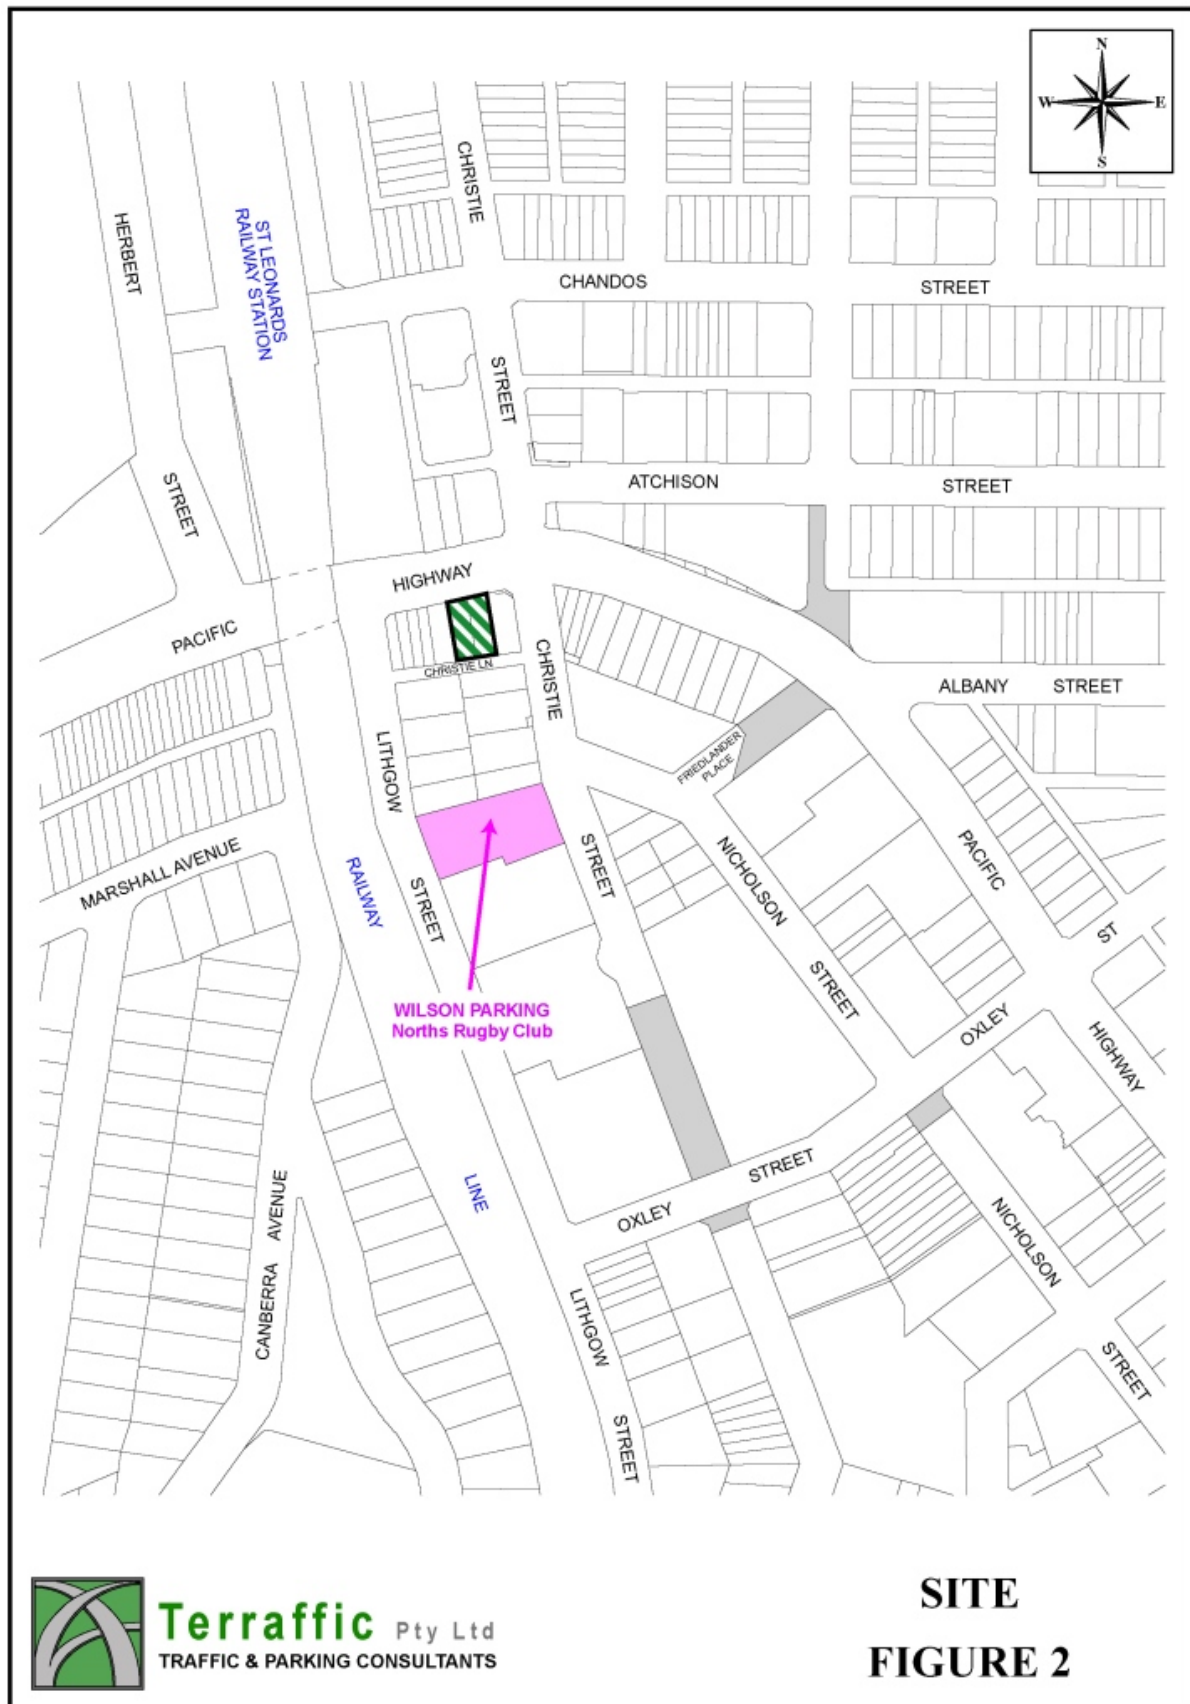 N
W
E
S
CHRISTIE
HERBERT
ST LEONARDS
RAILWAY STATION
CHANDOS
STREET
STREET
STREET
ATCHISON
STREET
HIGHWAY
PACIFIC
CHRISTIE LN
CHRISTIE
ALBANY
STREET
LITHGOW
FRIEDLANDER
PLACE
MARSHALL AVENUE
RAILWAY
STREET
STREET
NICHOLSON
PACIFIC
ST
STREET
WILSON PARKING
Norths Rugby Club
OXLEY
HIGHWAY
LINE
STREET
OXLEY
CANBERRA
AVENUE
NICHOLSON
LITHGOW
STREET
STREET
SITE
FIGURE 2
Terraffic Pty Ltd
TRAFFIC & PARKING CONSULTANTS